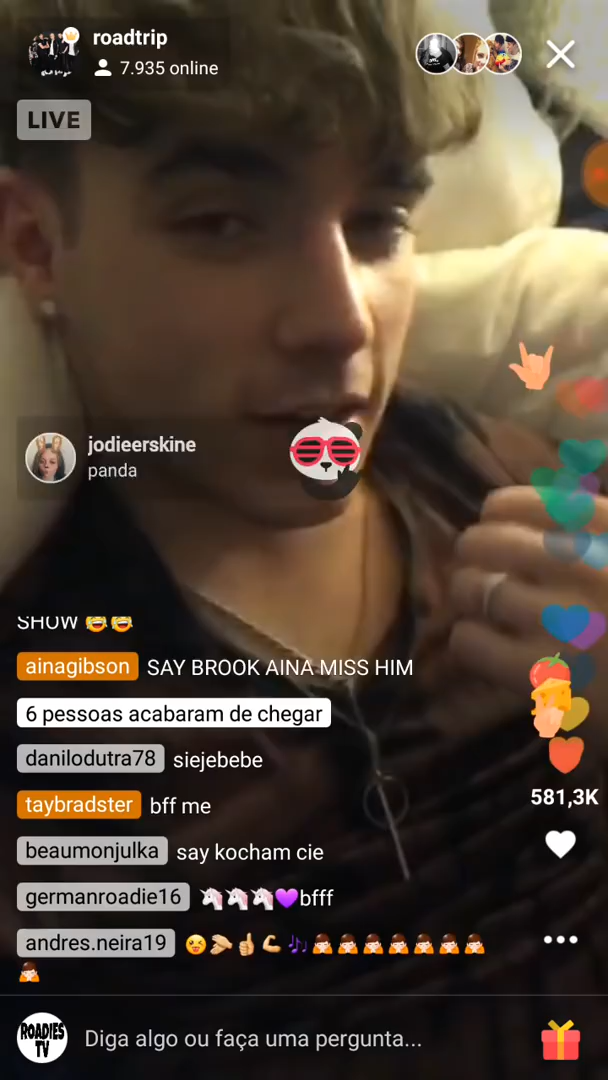 roadtrip
7.935 online
LIVE
jodieerskine
panda
SHOW 🤣🤣
ainagibson SAY BROOK AINA MISS HIM
6 pessoas acabaram de chegar
danilodutra78 siejebebe
taybradster bff me
beaumonjulka say kocham cie
germanroadie16 🦄🦄🦄💜bfff
581,3K
andres.neira19 😝👏🏼👍🏼💪🏼🎶🙇🙇🙇🙇🙇🙇🙇
🙇
ROADIES
TV
Diga algo ou faça uma pergunta...